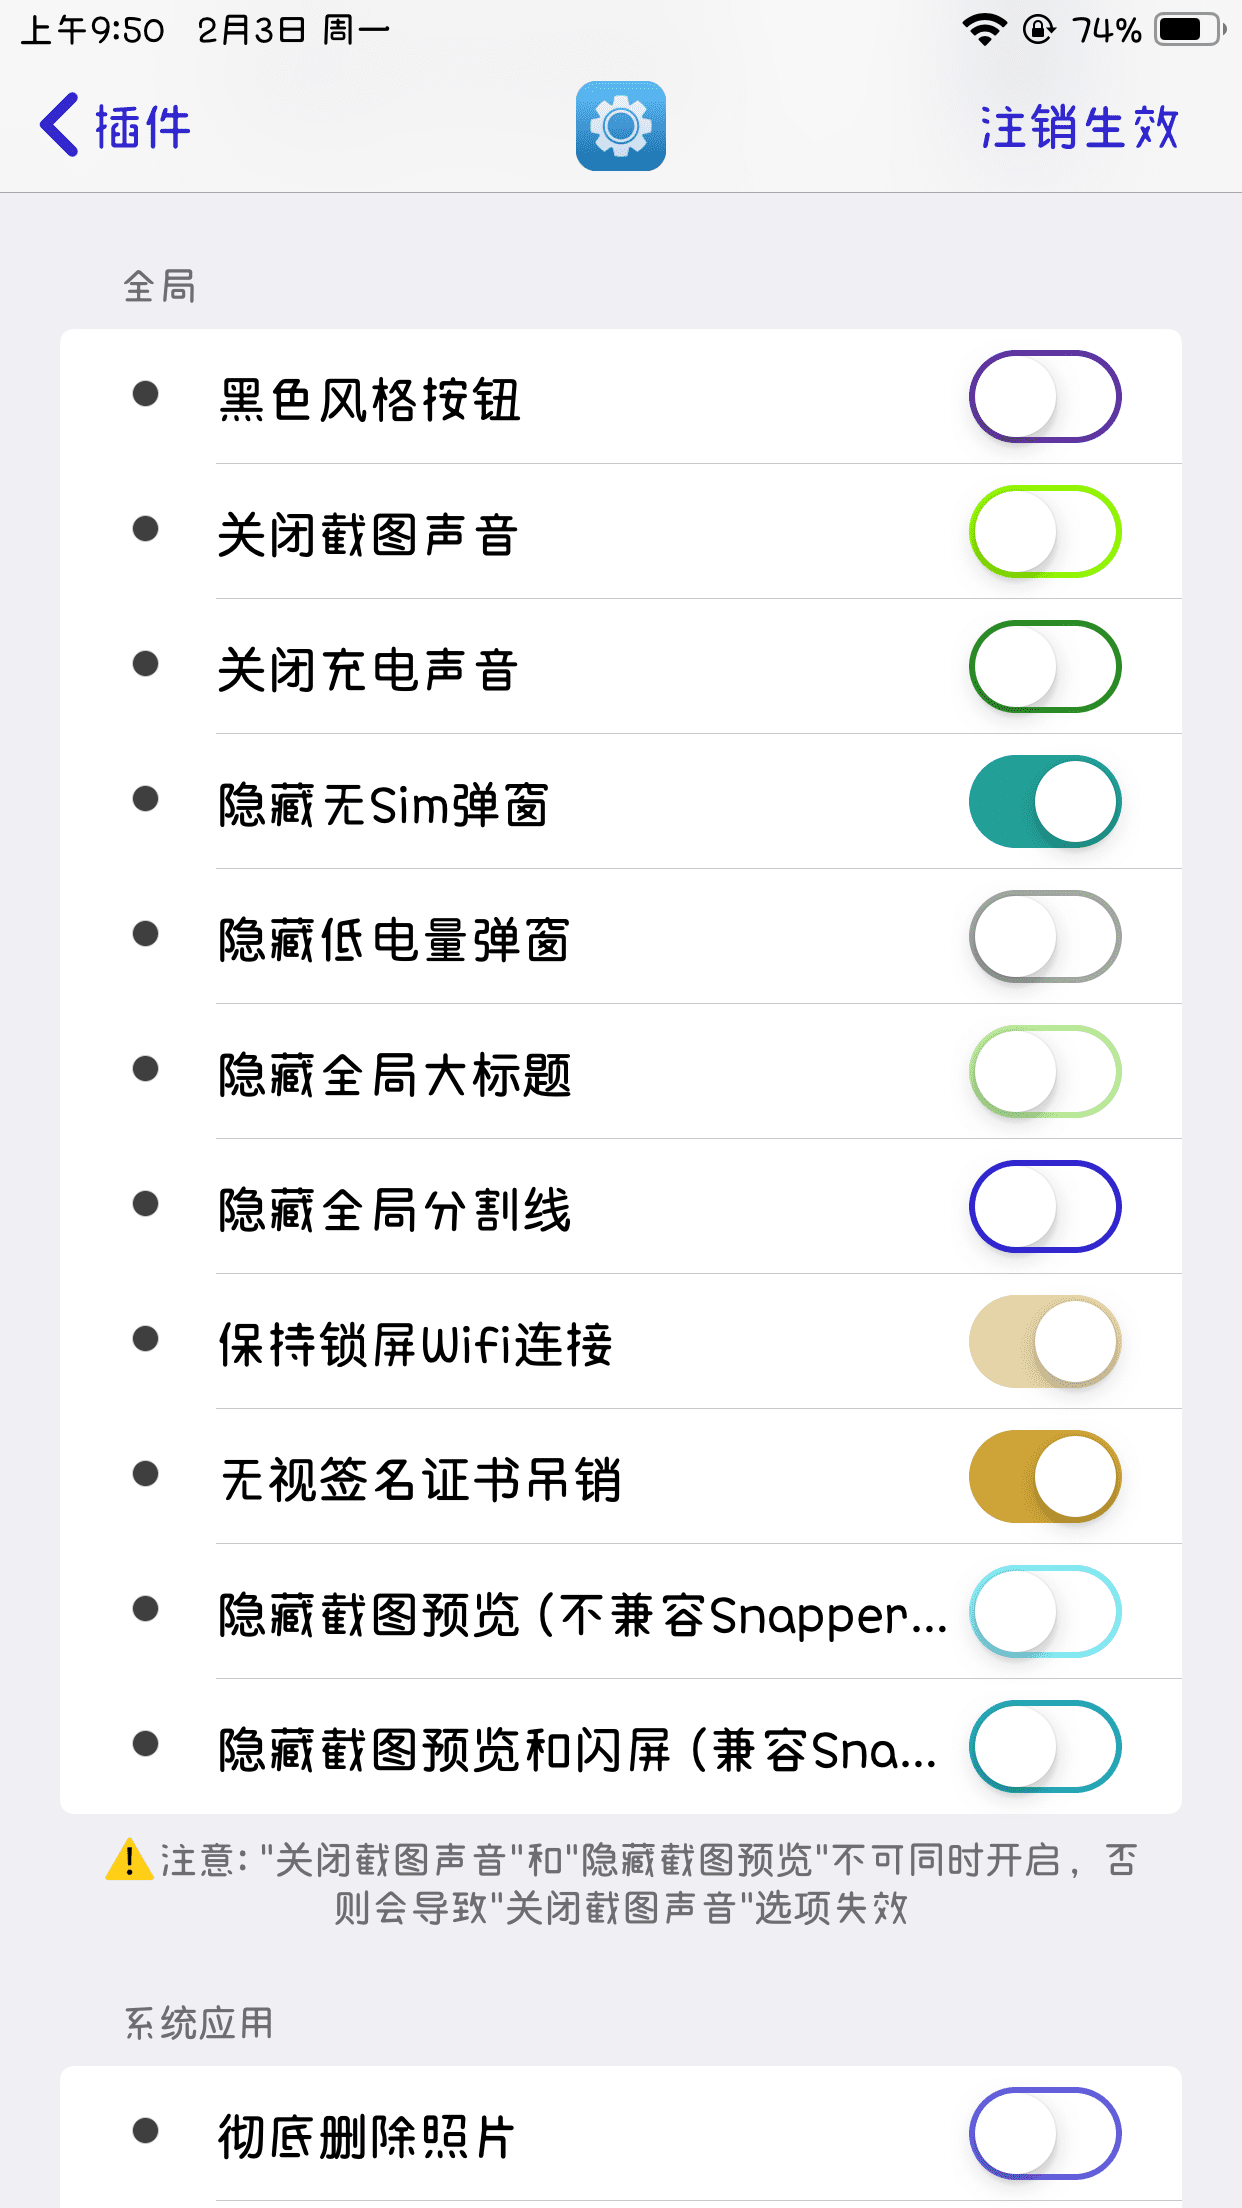 上午9:50 2月3日 周一 74%
插件 注销生效
全局
黑色风格按钮
关闭截图声音
关闭充电声音
隐藏无Sim弹窗
隐藏低电量弹窗
隐藏全局大标题
隐藏全局分割线
保持锁屏Wifi连接
无视签名证书吊销
隐藏截图预览 (不兼容Snapper...
隐藏截图预览和闪屏 (兼容Sna...
⚠️注意: "关闭截图声音"和"隐藏截图预览"不可同时开启，否
则会导致"关闭截图声音"选项失效
系统应用
彻底删除照片